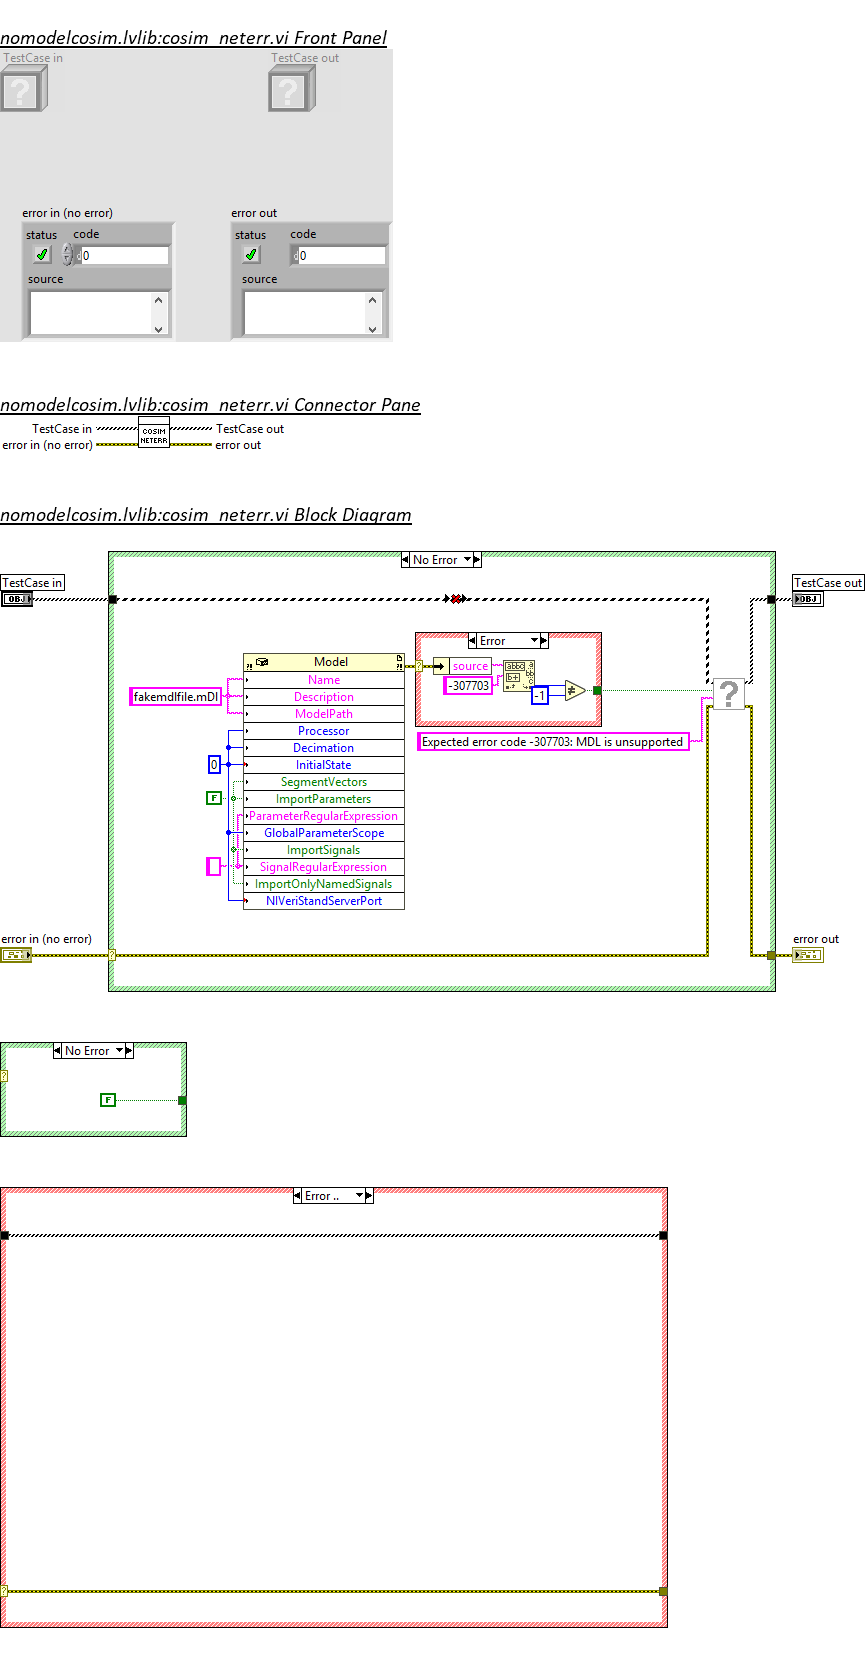 nomodelcosim.lvlib:cosim_neterr.vi Front Panel
TestCase in
TestCase out
?
?
error in (no error)
error out
status
code
status
code
d
0
d
0
source
source
nomodelcosim.lvlib:cosim_neterr.vi Connector Pane
TestCase in
COSIM
NETERR
TestCase out
error in (no error)
error out
nomodelcosim.lvlib:cosim_neterr.vi Block Diagram
No Error
TestCase in
OBJ
TestCase out
OBJ
Error
Model
Name
fakemdlfile.mDl
Description
ModelPath
Processor
Decimation
0
InitialState
SegmentVectors
F
ImportParameters
ParameterRegularExpression
GlobalParameterScope
ImportSignals
SignalRegularExpression
ImportOnlyNamedSignals
NIVeriStandServerPort
?
source
-307703
-1
≠
?
Expected error code -307703: MDL is unsupported
error in (no error)
?
error out
No Error
?
F
Error ..
?